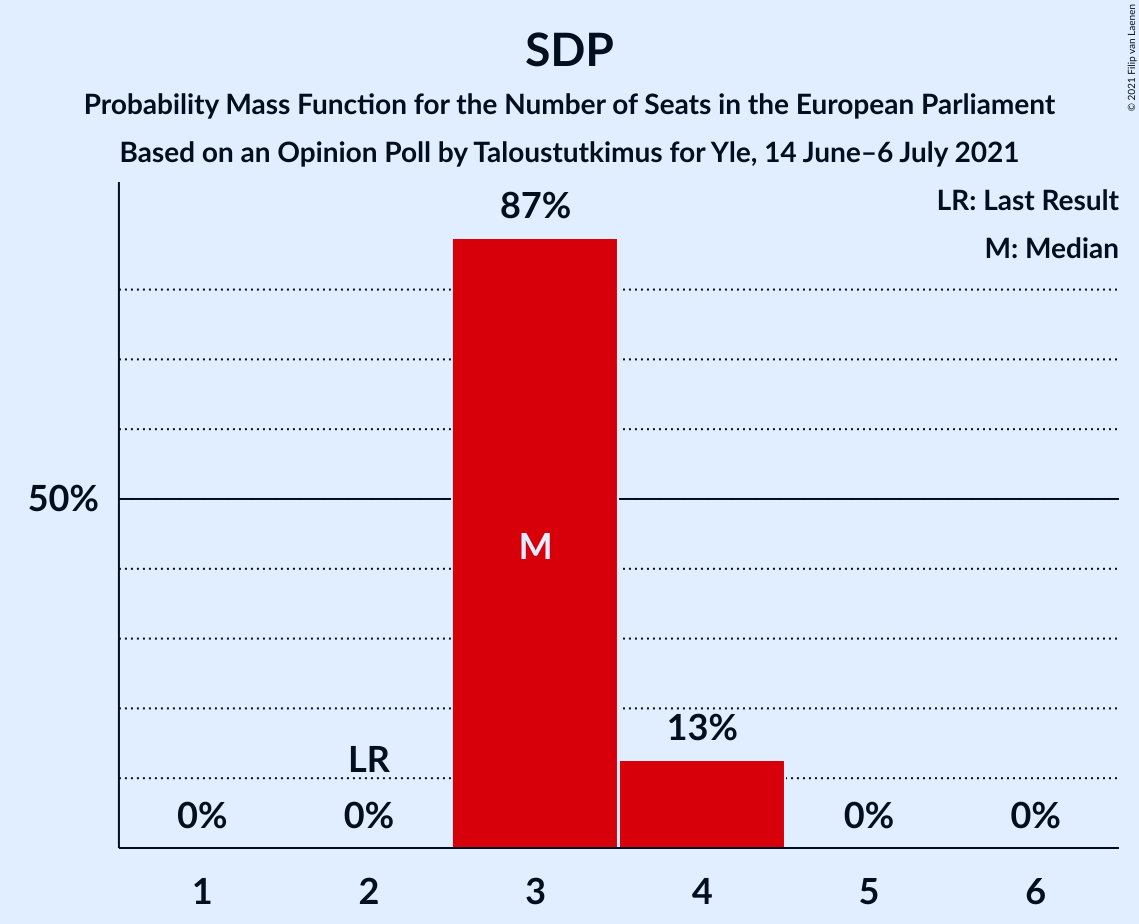 SDP
Probability Mass Function for the Number of Seats in the European Parliament
Based on an Opinion Poll by Taloustutkimus for Yle, 14 June–6 July 2021
© 2021 Filip van Laenen
LR: Last Result
M: Median
87%
50%
M
13%
LR
0%
0%
0%
0%
1
2
3
4
5
6